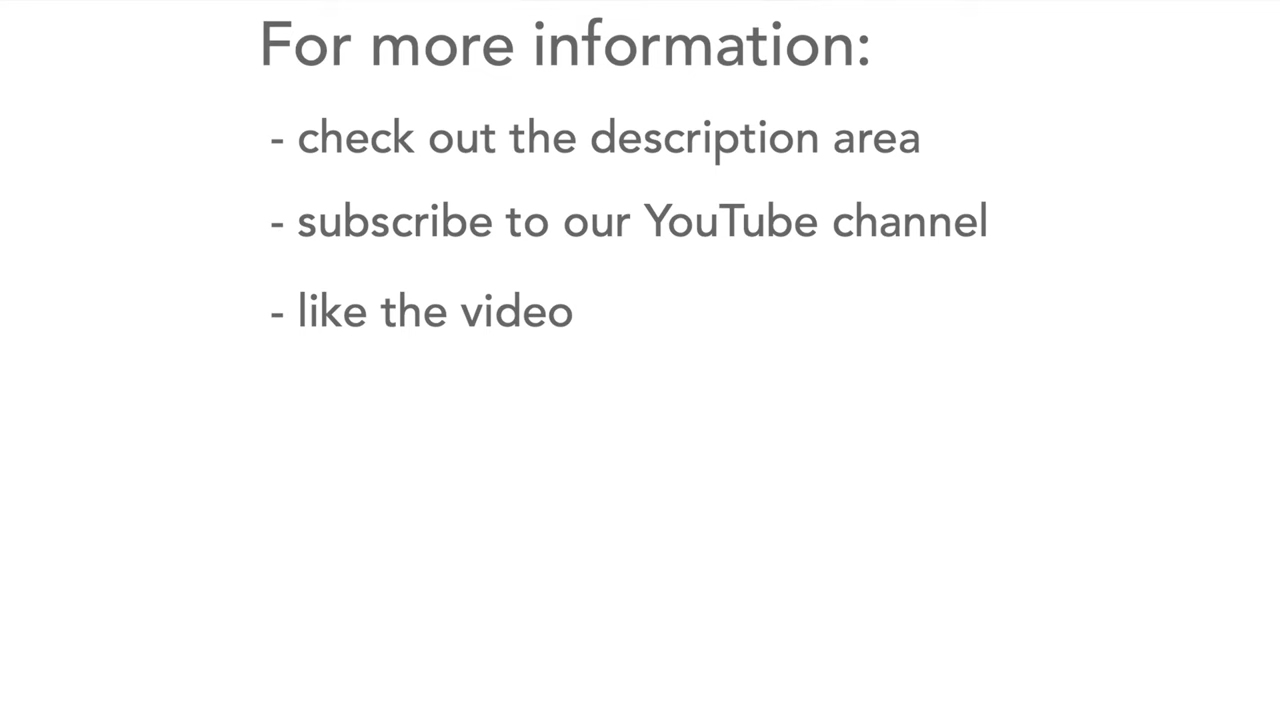 For more information:
- check out the description area
- subscribe to our YouTube channel
- like the video